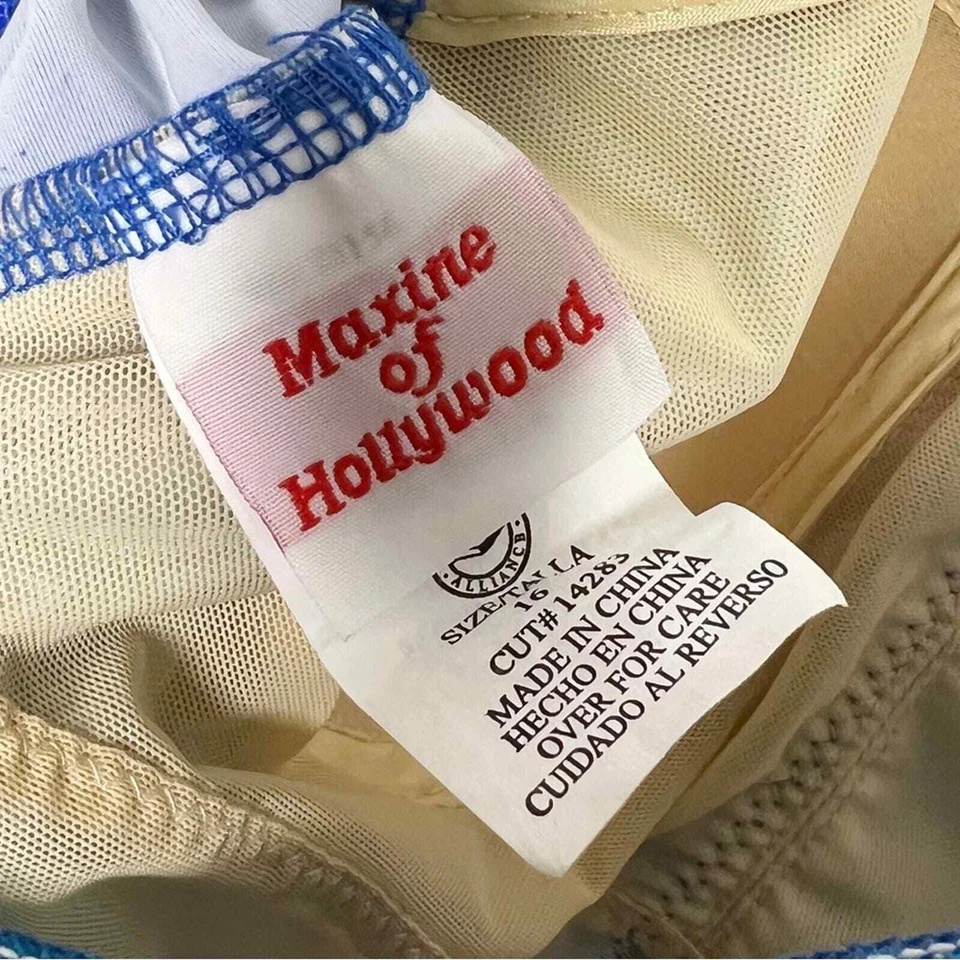 Maxine
of
Hollywood
ALLIANCE
SIZE/TALLA
16
CUT#14283
MADE IN CHINA
HECHO EN CHINA
OVER FOR CARE
CUIDADO AL REVERSO